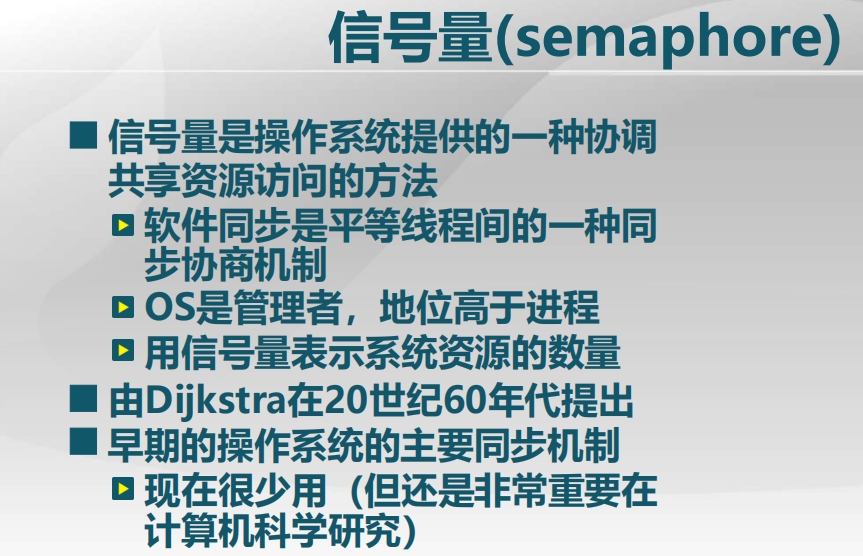 信号量(semaphore)
信号量是操作系统提供的一种协调
共享资源访问的方法
软件同步是平等线程间的一种同
步协商机制
OS是管理者，地位高于进程
用信号量表示系统资源的数量
由Dijkstra在20世纪60年代提出
早期的操作系统的主要同步机制
现在很少用（但还是非常重要在
计算机科学研究）